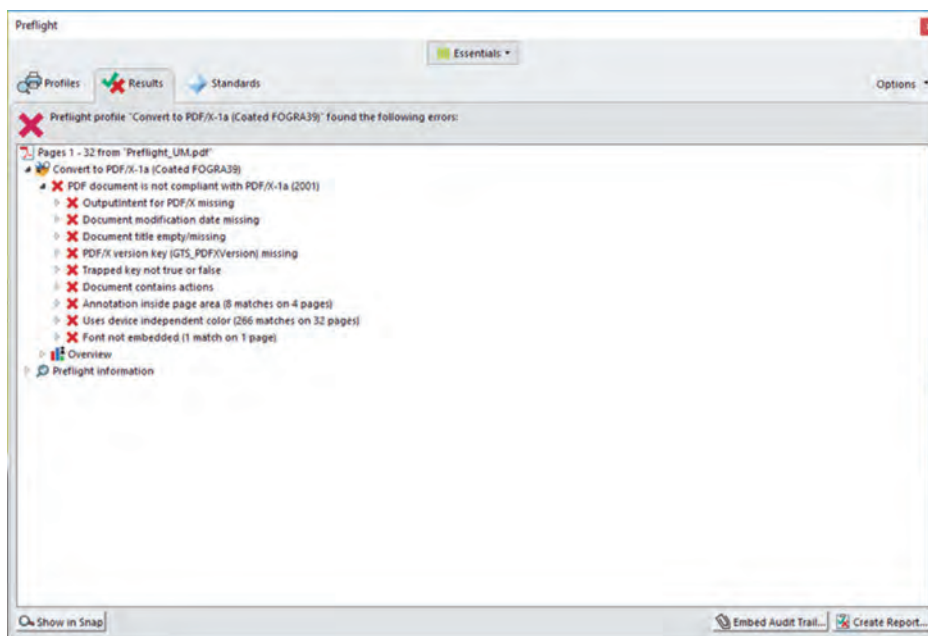 Preflight
Essentials
Profiles Results Standards Options
Preflight profile "Convert to PDF/X-1a (Coated FOGRA39)" found the following errors:
Pages 1 - 32 from "Preflight_UM.pdf"
Convert to PDF/X-1a (Coated FOGRA39)
PDF document is not compliant with PDF/X-1a (2001)
OutputIntent for PDF/X missing
Document modification date missing
Document title empty/missing
PDF/X version key (GTS_PDFXVersion) missing
Trapped key not true or false
Document contains actions
Annotation inside page area (8 matches on 4 pages)
Uses device independent color (266 matches on 32 pages)
Font not embedded (1 match on 1 page)
Overview
Preflight information
Show in Snap Embed Audit Trail... Create Report...